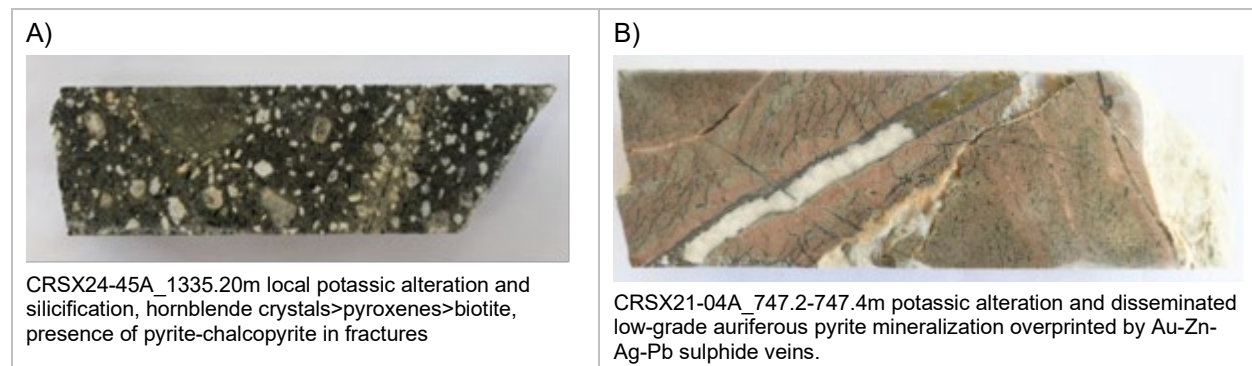 A)
CRSX24-45A_1335.20m local potassic alteration and
silicification, hornblende crystals>pyroxenes>biotite,
presence of pyrite-chalcopyrite in fractures
B)
CRSX21-04A_747.2-747.4m potassic alteration and disseminated
low-grade auriferous pyrite mineralization overprinted by Au-Zn-
Ag-Pb sulphide veins.